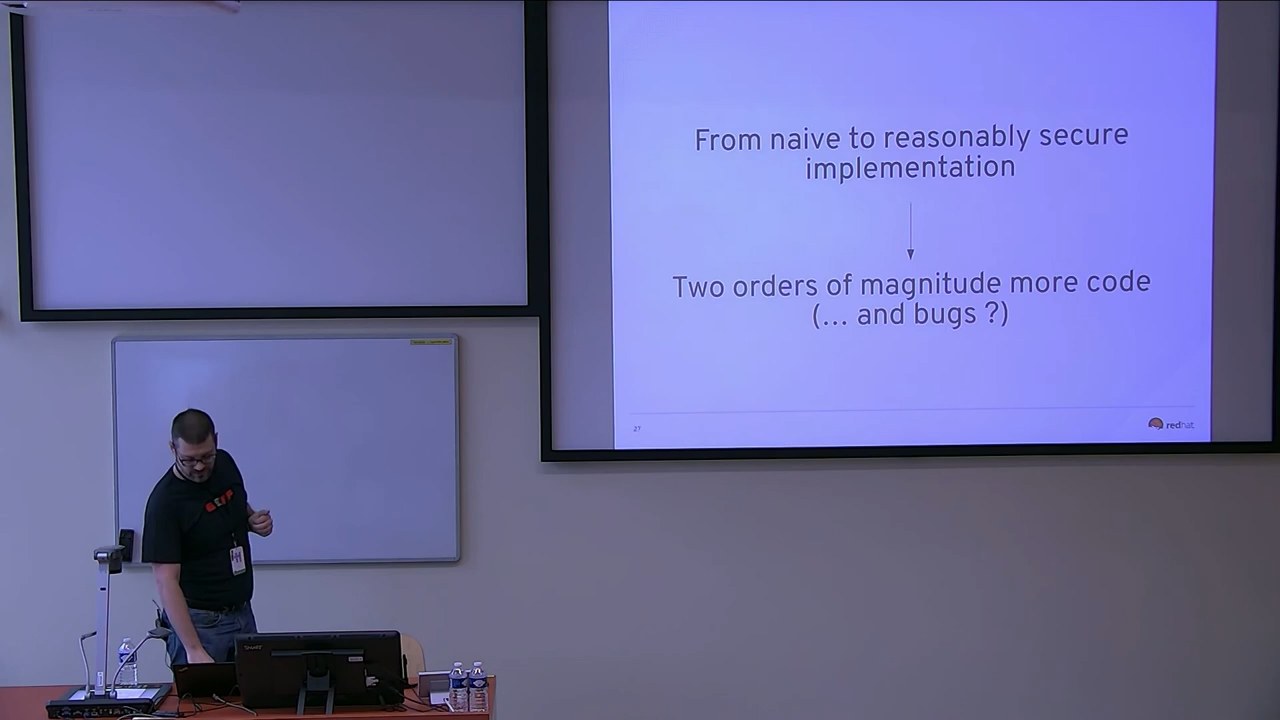 From naive to reasonably secure
implementation
Two orders of magnitude more code
(... and bugs ?)
27
redhat